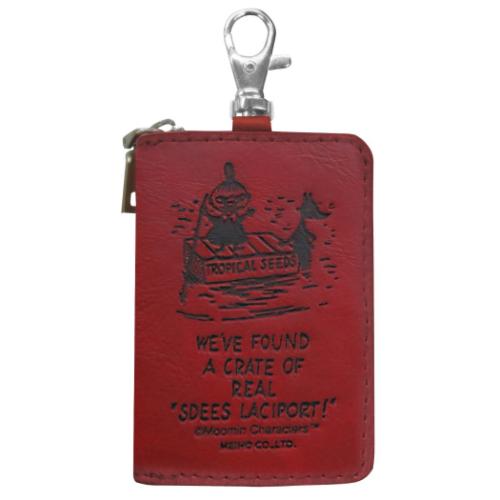 TROPICAL SEEDS
WE'VE FOUND
A CRATE OF
REAL
"SDEES LACIPORT!"
©Moomin Characters™
MEIHO CO.,LTD.